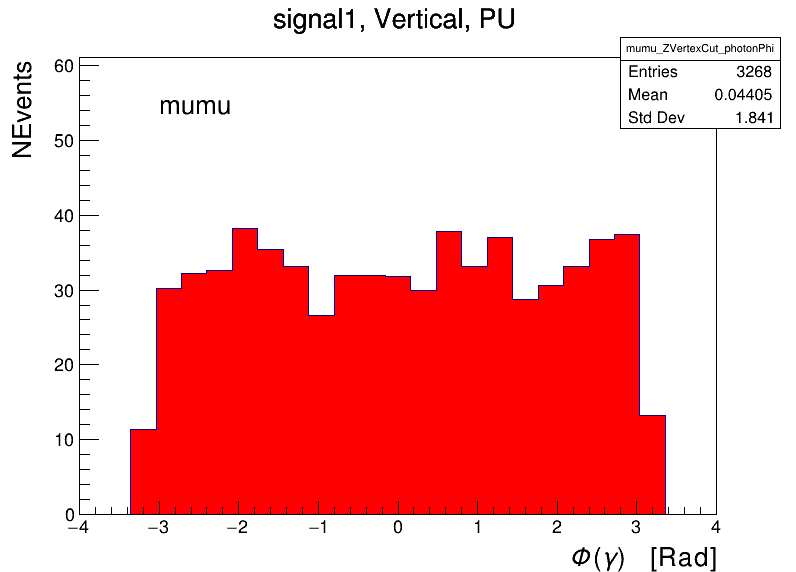 signal1, Vertical, PU
mumu_ZVertexCut_photonPhi
Entries 3268
Mean 0.04405
Std Dev 1.841
NEvents
mumu
60
50
40
30
20
10
0
−4 −3 −2 −1 0 1 2 3 4
Φ(γ) [Rad]